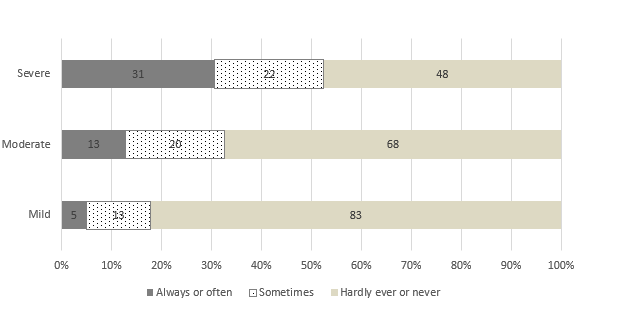 Severe 31 22 48
Moderate 13 20 68
Mild 5 13 83
0% 10% 20% 30% 40% 50% 60% 70% 80% 90% 100%
Always or often Sometimes Hardly ever or never